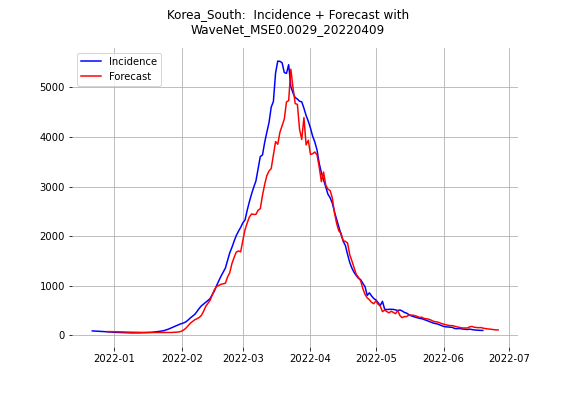 Korea_South:  Incidence + Forecast with
WaveNet_MSE0.0029_20220409
Incidence
Forecast
5000
4000
3000
2000
1000
0
2022-01 2022-02 2022-03 2022-04 2022-05 2022-06 2022-07